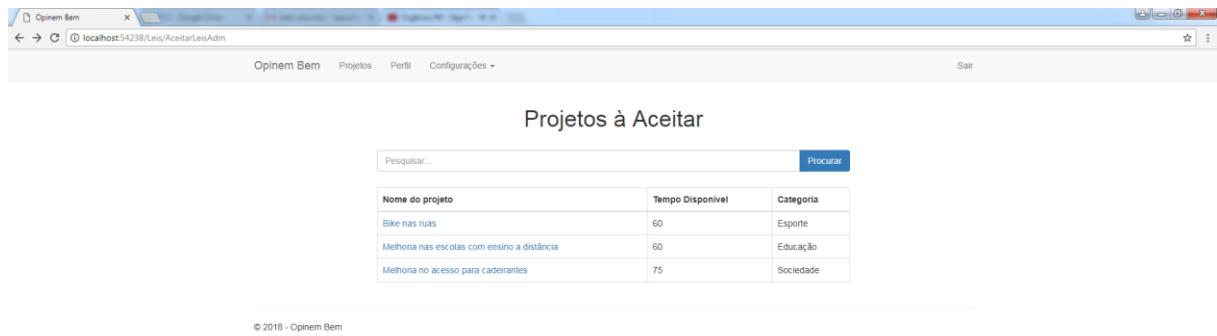 Opinem Bem
localhost:54238/Leis/AceitarLeisAdm
Opinem Bem Projetos Perfil Configurações Sair
Projetos à Aceitar
Pesquisar... Procurar
Nome do projeto Tempo Disponível Categoria
Bike nas ruas 60 Esporte
Melhoria nas escolas com ensino a distância 60 Educação
Melhoria no acesso para cadeirantes 75 Sociedade
© 2018 - Opinem Bem